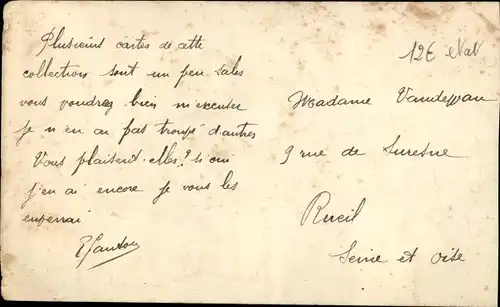 Plusieurs cartes de cette
collection sont un peu sales
vous voudrez bien m'excuser
je n'en ai pas trouvé d'autres
Vous plaisent-elles? si oui
j'en ai encore je vous les
enverrai
12€
Madame
9 rue de Suresne
Rueil
Seine et Oise